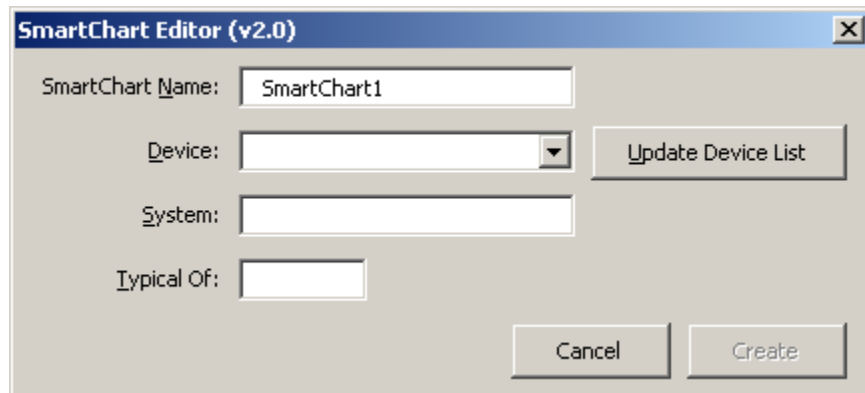 SmartChart Editor (v2.0)
SmartChart Name: SmartChart1
Device: Update Device List
System:
Typical Of:
Cancel Create